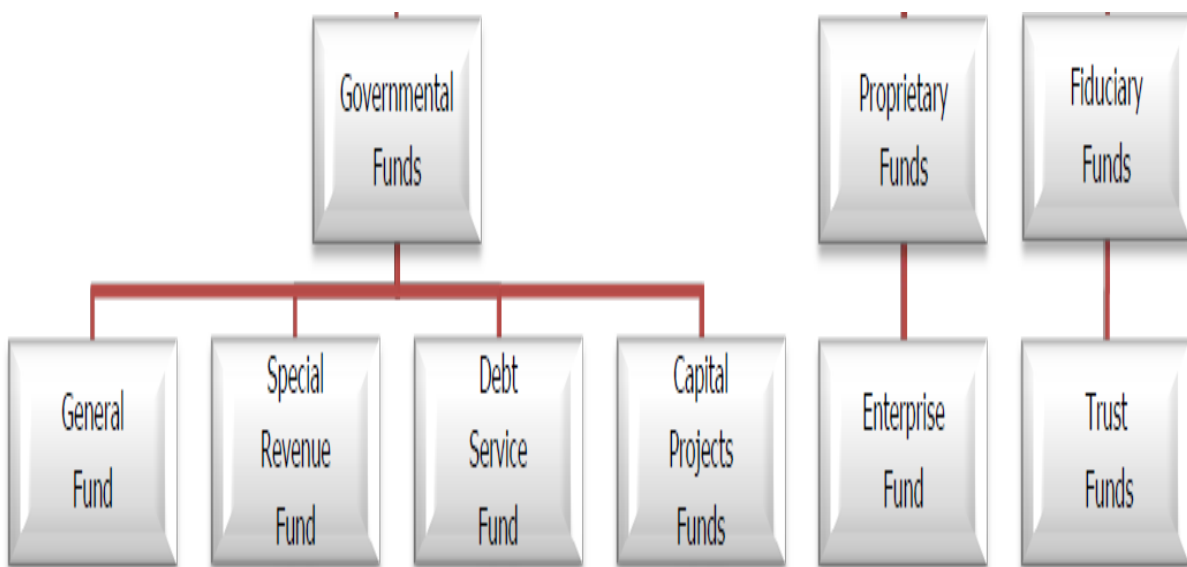 Governmental
Funds
Proprietary
Funds
Fiduciary
Funds
General
Fund
Special
Revenue
Fund
Debt
Service
Fund
Capital
Projects
Funds
Enterprise
Fund
Trust
Funds